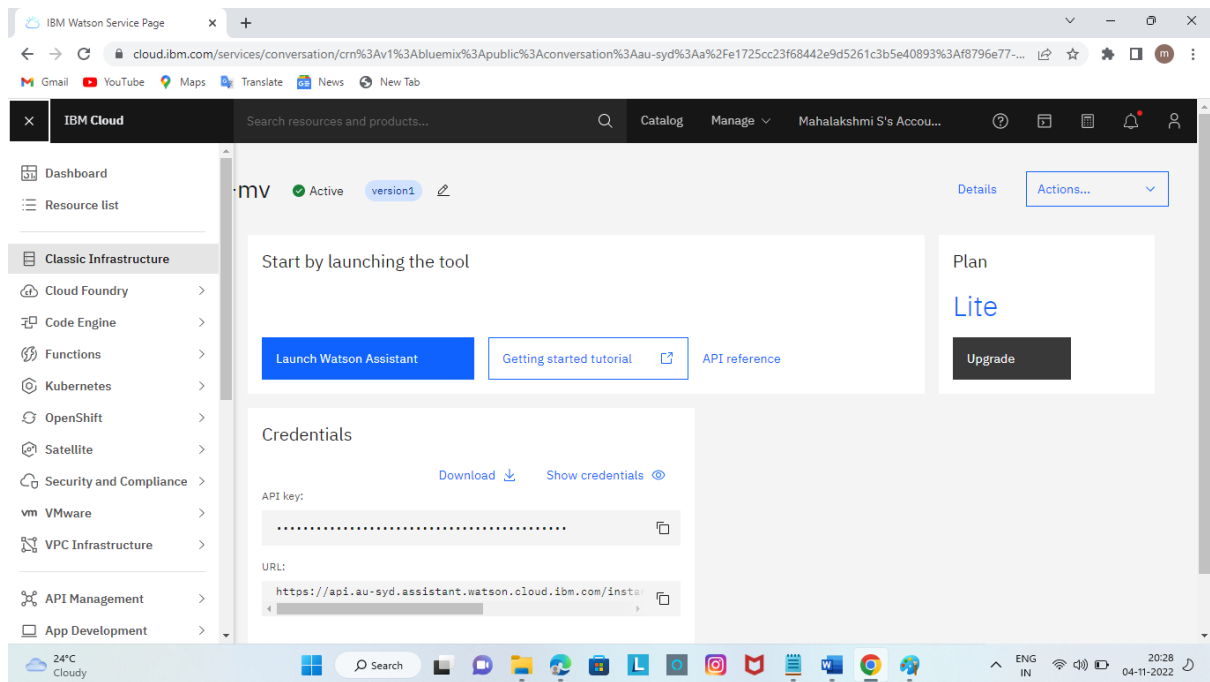 IBM Watson Service Page
cloud.ibm.com/services/conversation/crn%3Av1%3Abluemix%3Apublic%3Aconversation%3Aau-syd%3Aa%2Fe1725cc23f68442e9d5261c3b5e40893%3Af8796e77-...
m
Gmail YouTube Maps Translate News New Tab
IBM Cloud Search resources and products... Catalog Manage Mahalakshmi S's Accou...
Dashboard
Resource list
Classic Infrastructure
Cloud Foundry
Code Engine
Functions
Kubernetes
OpenShift
Satellite
Security and Compliance
vm VMware
VPC Infrastructure
API Management
App Development
-mv Active version1 Details Actions...
Start by launching the tool
Launch Watson Assistant Getting started tutorial API reference
Plan
Lite
Upgrade
Credentials
Download Show credentials
API key:
URL:
https://api.au-syd.assistant.watson.cloud.ibm.com/insta
24°C
Cloudy
Search
ENG
IN
20:28
04-11-2022